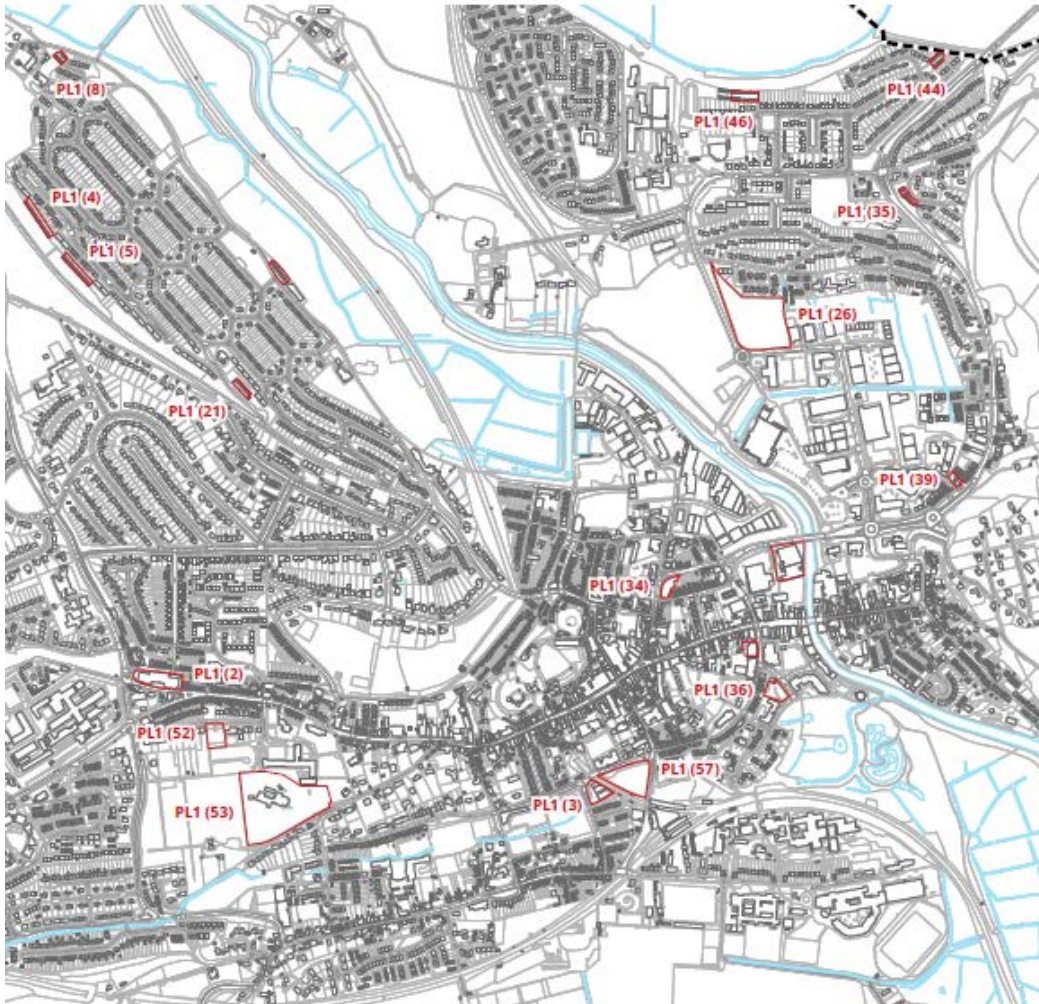 PL1 (8)
PL1 (44)
PL1 (46)
PL1 (4)
PL1 (35)
PL1 (5)
PL1 (26)
PL1 (21)
PL1 (39)
PL1 (34)
PL1 (2)
PL1 (36)
PL1 (52)
PL1 (57)
PL1 (3)
PL1 (53)